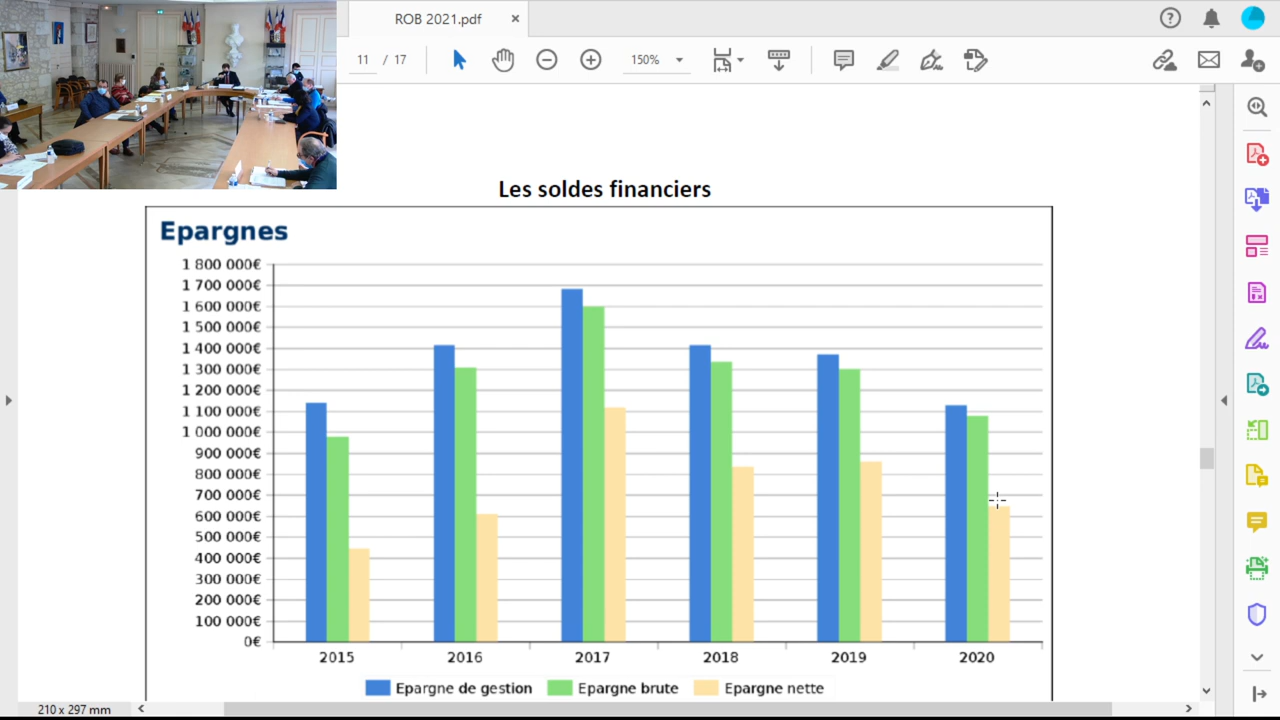 ROB 2021.pdf ×
11 / 17 150%
Les soldes financiers
Epargnes
1 800 000€
1 700 000€
1 600 000€
1 500 000€
1 400 000€
1 300 000€
1 200 000€
1 100 000€
1 000 000€
900 000€
800 000€
700 000€
600 000€
500 000€
400 000€
300 000€
200 000€
100 000€
0€
2015 2016 2017 2018 2019 2020
Epargne de gestion Epargne brute Epargne nette
210 x 297 mm